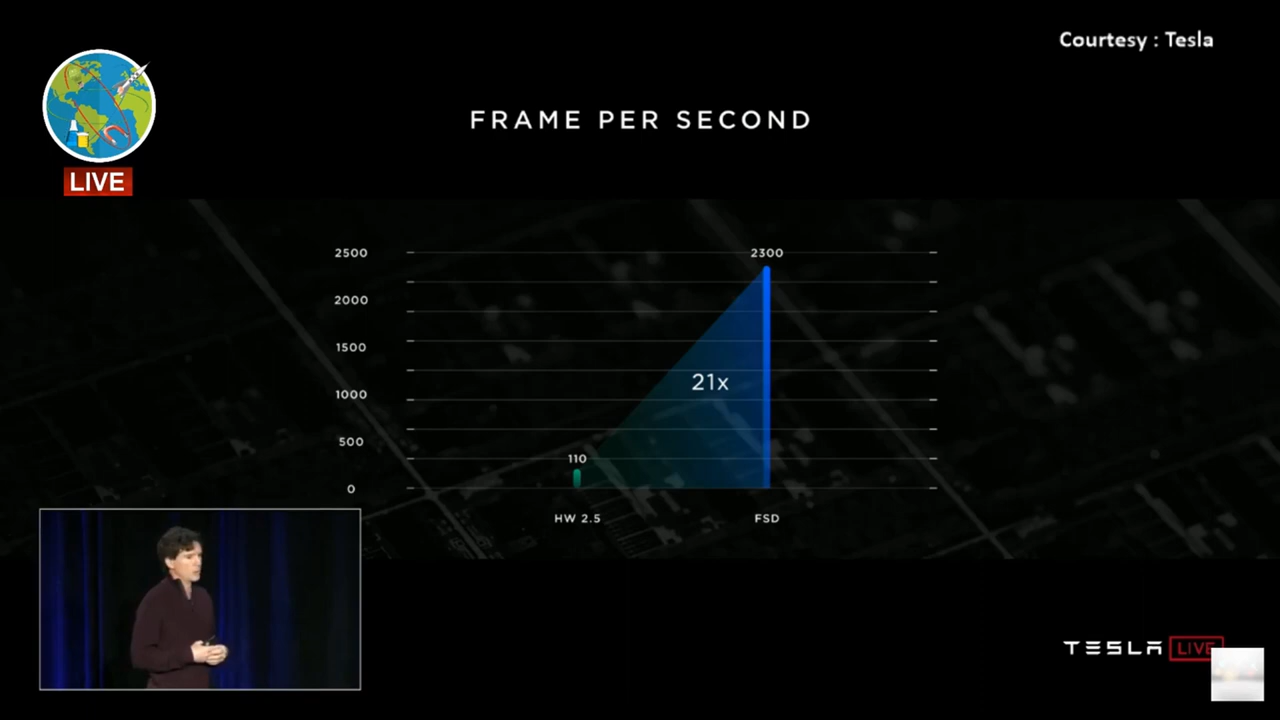 Courtesy : Tesla
LIVE
FRAME PER SECOND
2500
2300
2000
1500
21x
1000
500
110
0
HW 2.5
FSD
TESLA LIVE